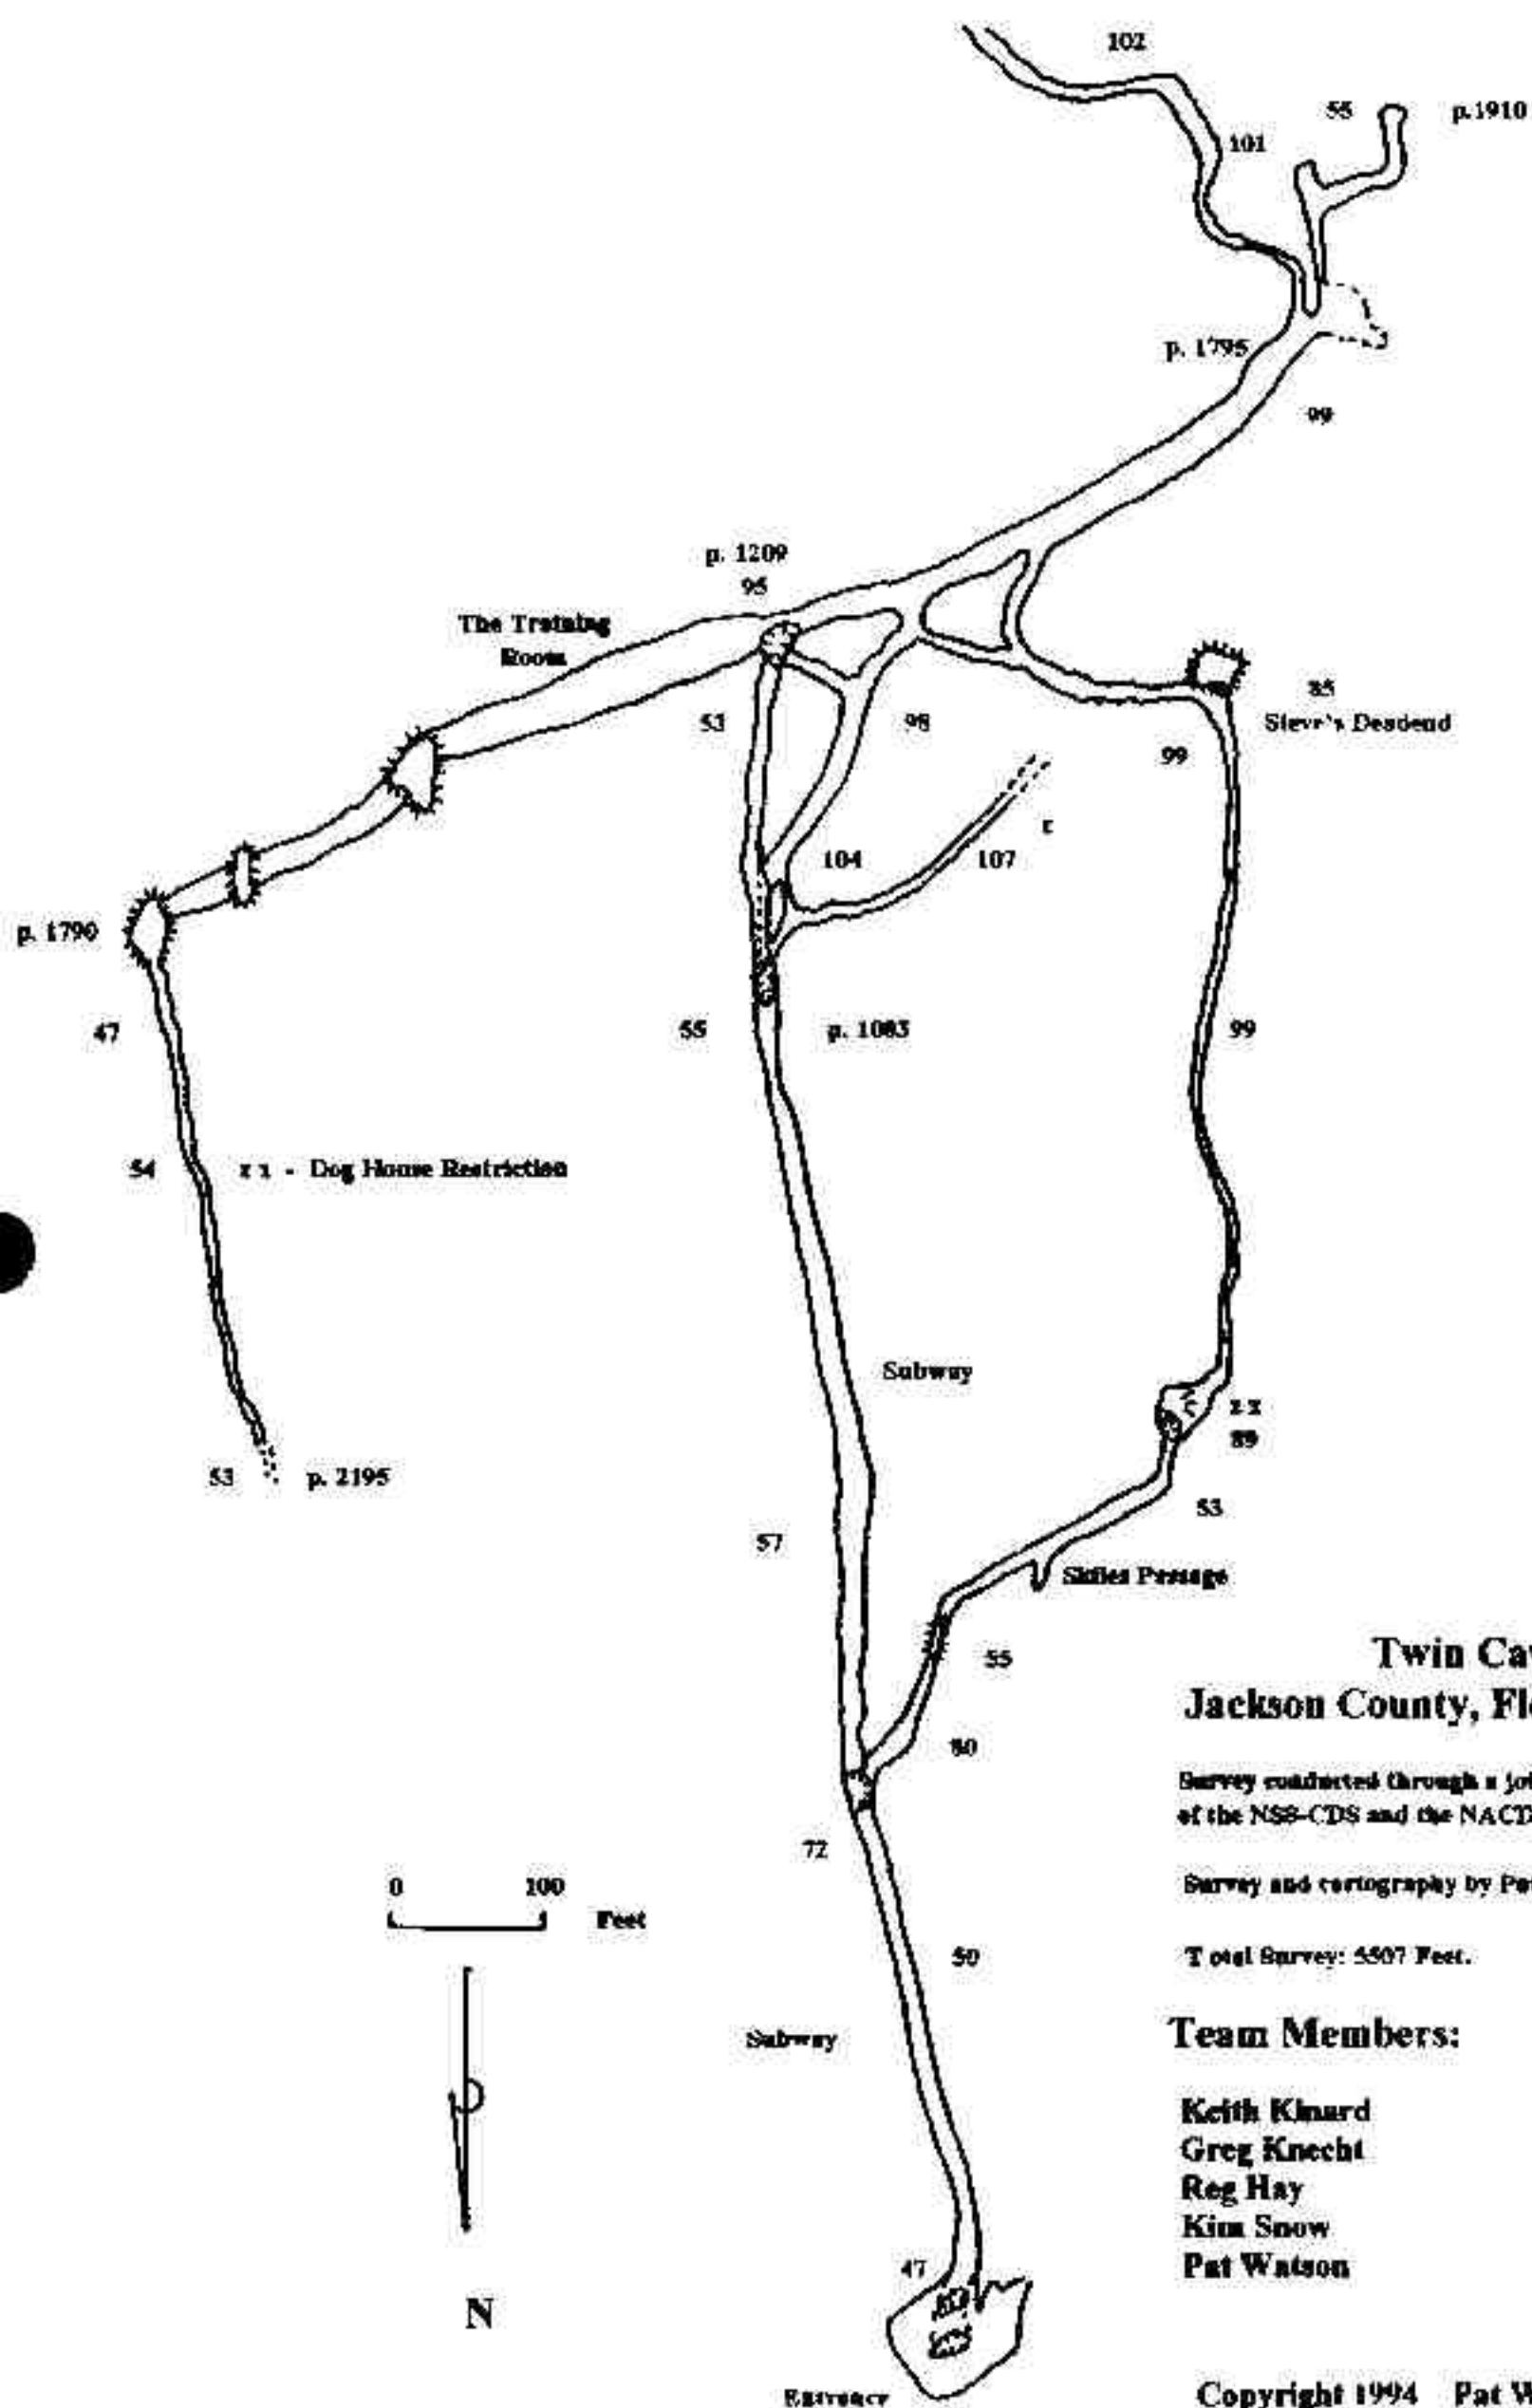 102
55 p.1910
101
p. 1795
99
p. 1209
95
The Training
Room
53
98
85
Steve's Deadend
99
r
104
107
p. 1790
47
55
p. 1083
99
54
r r - Dog House Restriction
Subway
r r
89
53
p. 2195
53
57
Skiles Passage
55
Twin Cav
Jackson County, Flo
80
Survey conducted through a joi
of the NSS-CDS and the NACD
72
0 100
Feet
Survey and cartography by Pat
50
Total Survey: 5507 Feet.
Subway
Team Members:
Keith Kinard
Greg Knecht
Reg Hay
Kim Snow
Pat Watson
47
N
Entrance
Copyright 1994 Pat W